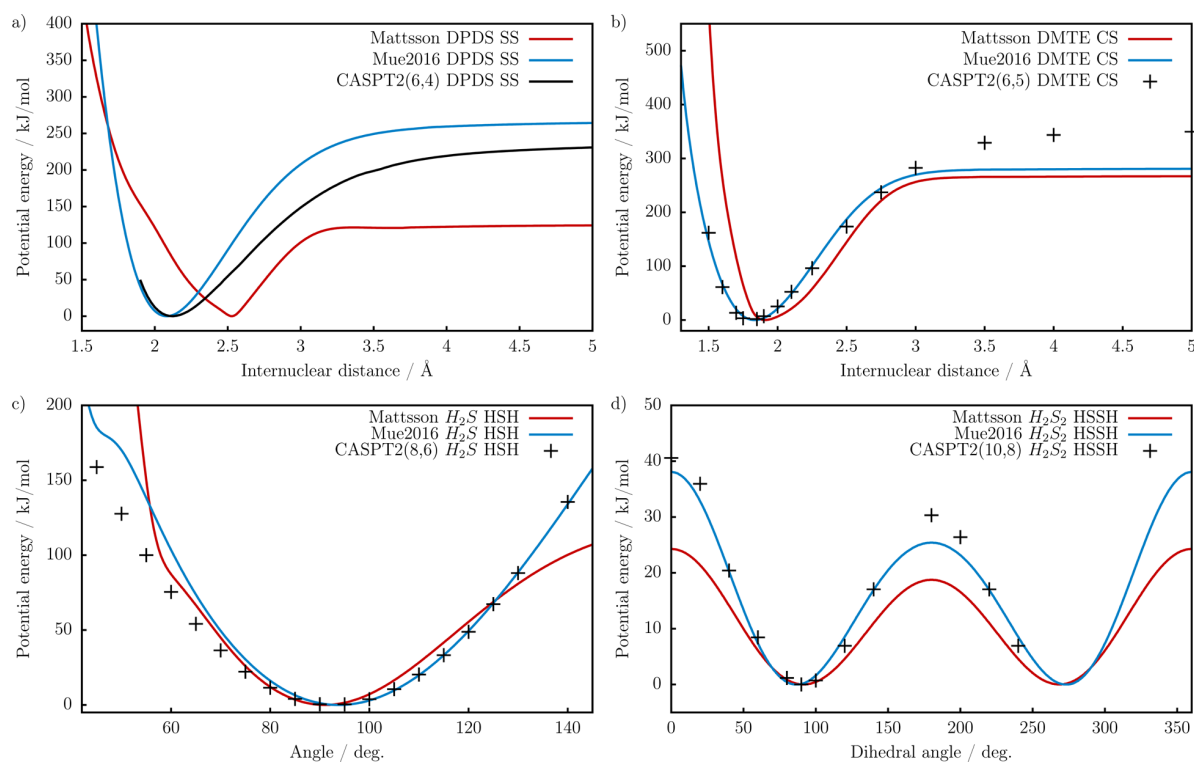 a)
400
350
300
250
200
150
100
50
0
Potential energy / kJ/mol
Mattsson DPDS SS
Mue2016 DPDS SS
CASPT2(6,4) DPDS SS
1.5 2 2.5 3 3.5 4 4.5 5
Internuclear distance / Å
b)
500
400
300
200
100
0
Potential energy / kJ/mol
Mattsson DMTE CS
Mue2016 DMTE CS
CASPT2(6,5) DMTE CS
1.5 2 2.5 3 3.5 4 4.5 5
Internuclear distance / Å
c)
200
150
100
50
0
Potential energy / kJ/mol
Mattsson H₂S HSH
Mue2016 H₂S HSH
CASPT2(8,6) H₂S HSH
60 80 100 120 140
Angle / deg.
d)
50
40
30
20
10
0
Potential energy / kJ/mol
Mattsson H₂S₂ HSSH
Mue2016 H₂S₂ HSSH
CASPT2(10,8) H₂S₂ HSSH
0 50 100 150 200 250 300 350
Dihedral angle / deg.